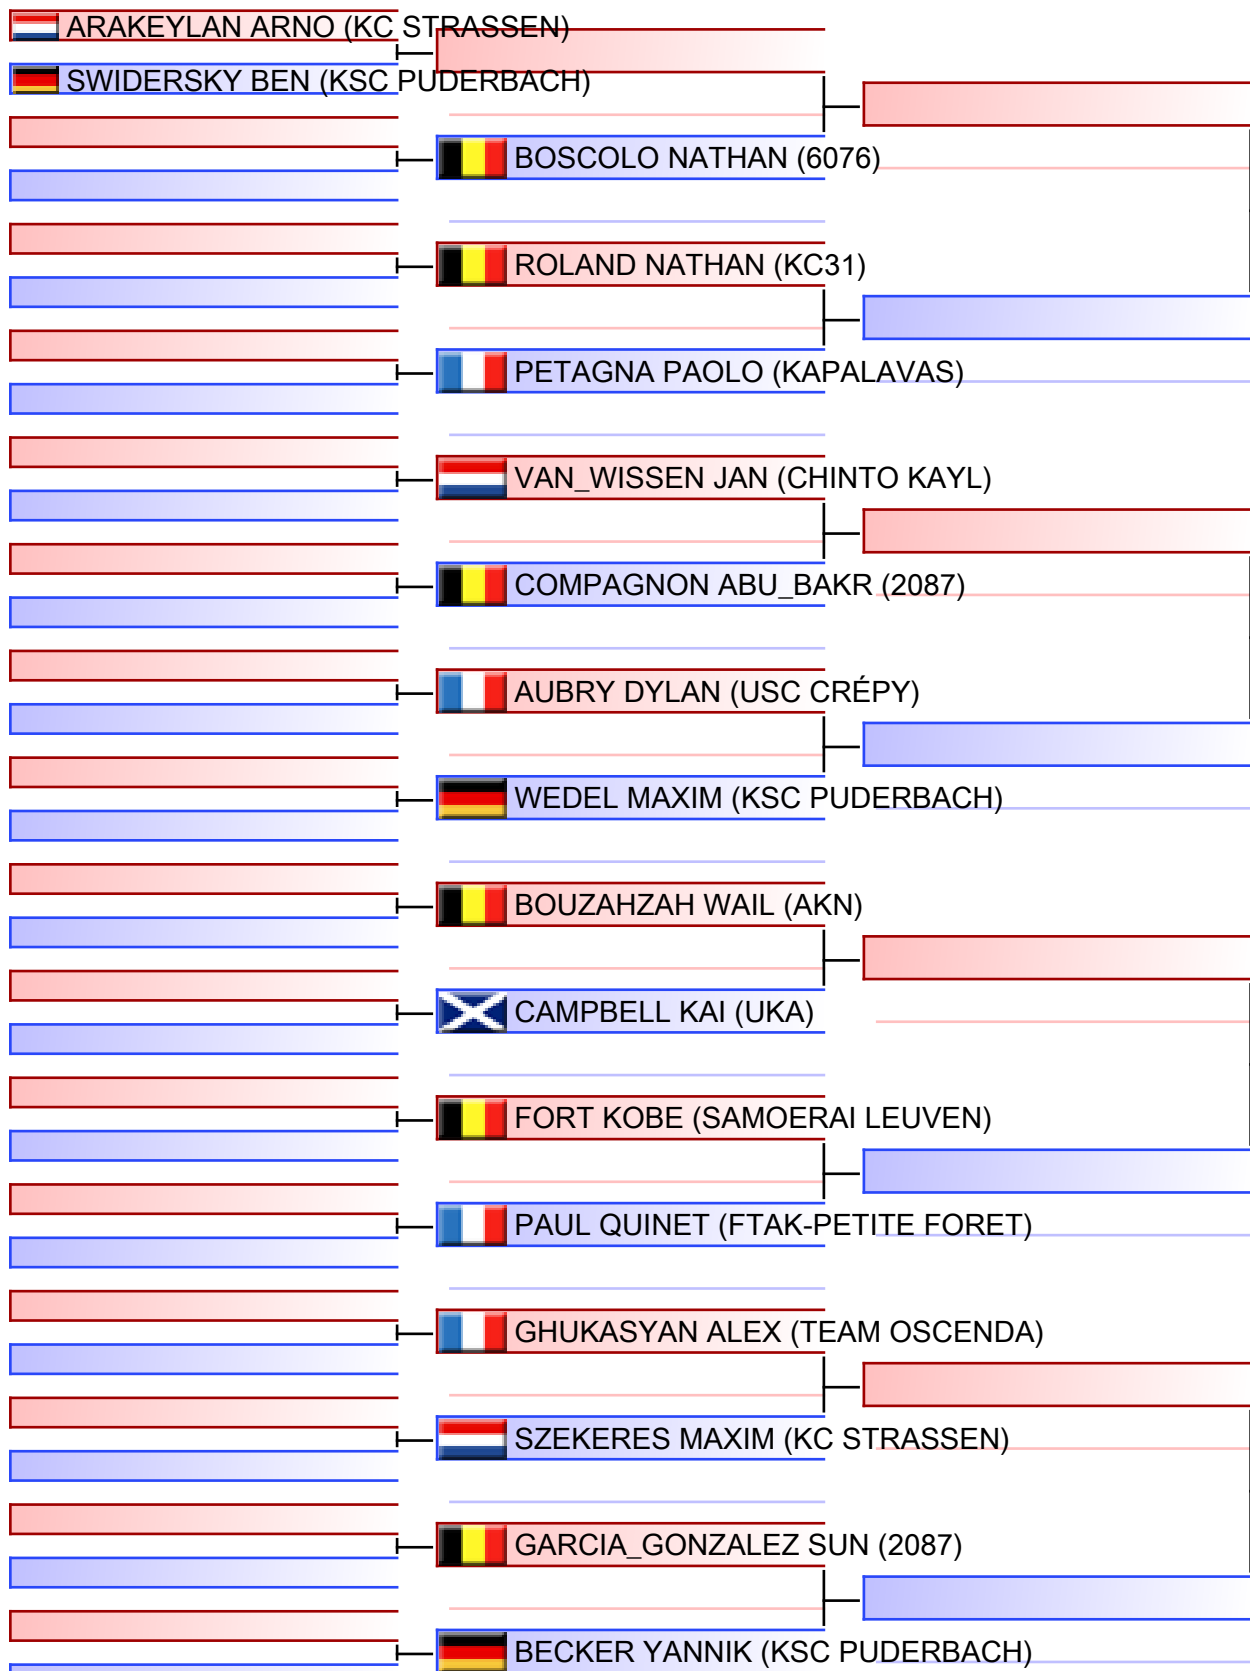 ARAKEYLAN ARNO (KC STRASSEN)
SWIDERSKY BEN (KSC PUDERBACH)
BOSCOLO NATHAN (6076)
ROLAND NATHAN (KC31)
PETAGNA PAOLO (KAPALAVAS)
VAN_WISSEN JAN (CHINTO KAYL)
COMPAGNON ABU_BAKR (2087)
AUBRY DYLAN (USC CRÉPY)
WEDEL MAXIM (KSC PUDERBACH)
BOUZAHZAH WAIL (AKN)
CAMPBELL KAI (UKA)
FORT KOBE (SAMOERAI LEUVEN)
PAUL QUINET (FTAK-PETITE FORET)
GHUKASYAN ALEX (TEAM OSCENDA)
SZEKERES MAXIM (KC STRASSEN)
GARCIA_GONZALEZ SUN (2087)
BECKER YANNIK (KSC PUDERBACH)